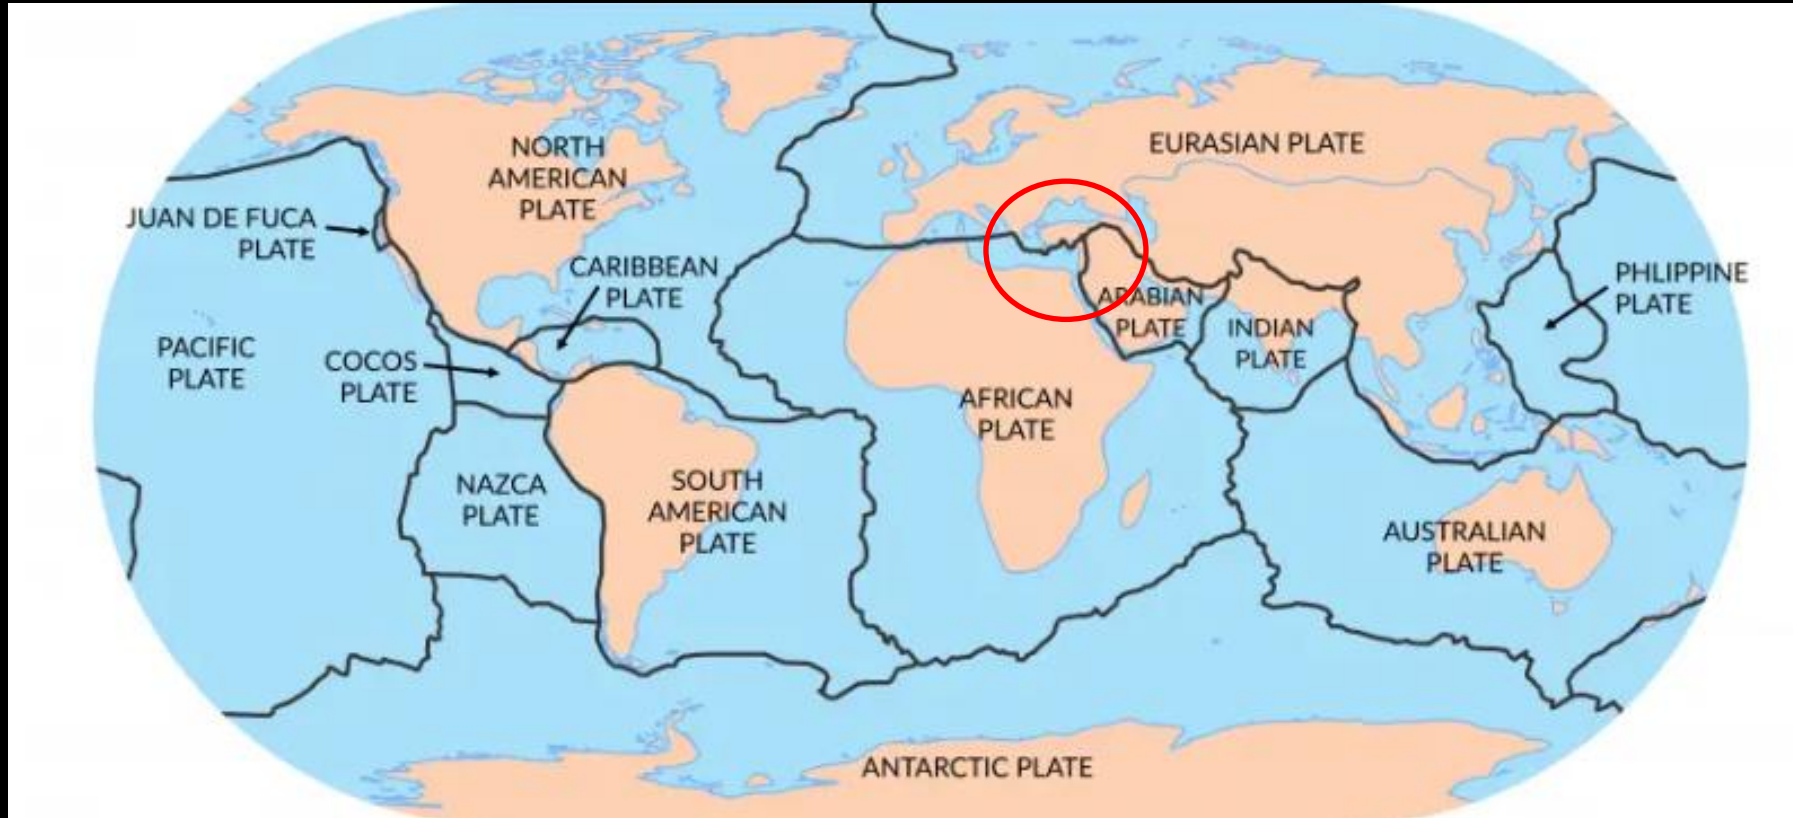 NORTH
AMERICAN
PLATE
EURASIAN PLATE
JUAN DE FUCA
PLATE
CARIBBEAN
PLATE
PHLIPPINE
PLATE
ARABIAN
PLATE
INDIAN
PLATE
PACIFIC
PLATE
COCOS
PLATE
AFRICAN
PLATE
NAZCA
PLATE
SOUTH
AMERICAN
PLATE
AUSTRALIAN
PLATE
ANTARCTIC PLATE